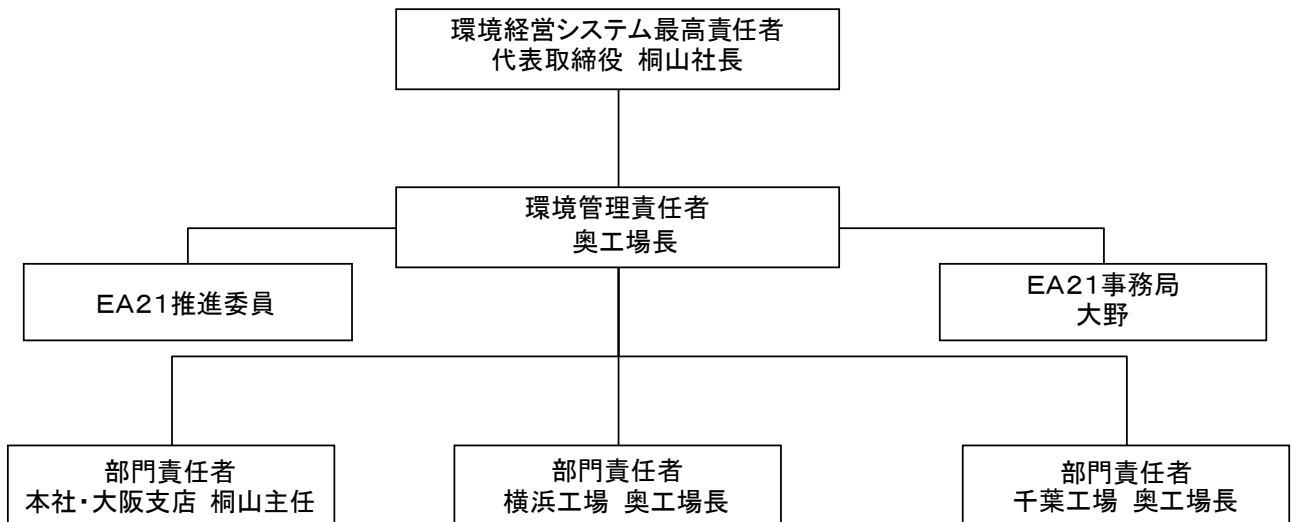 環境経営システム最高責任者
代表取締役 桐山社長
環境管理責任者
奥工場長
EA21推進委員
EA21事務局
大野
部門責任者
本社・大阪支店 桐山主任
部門責任者
横浜工場 奥工場長
部門責任者
千葉工場 奥工場長